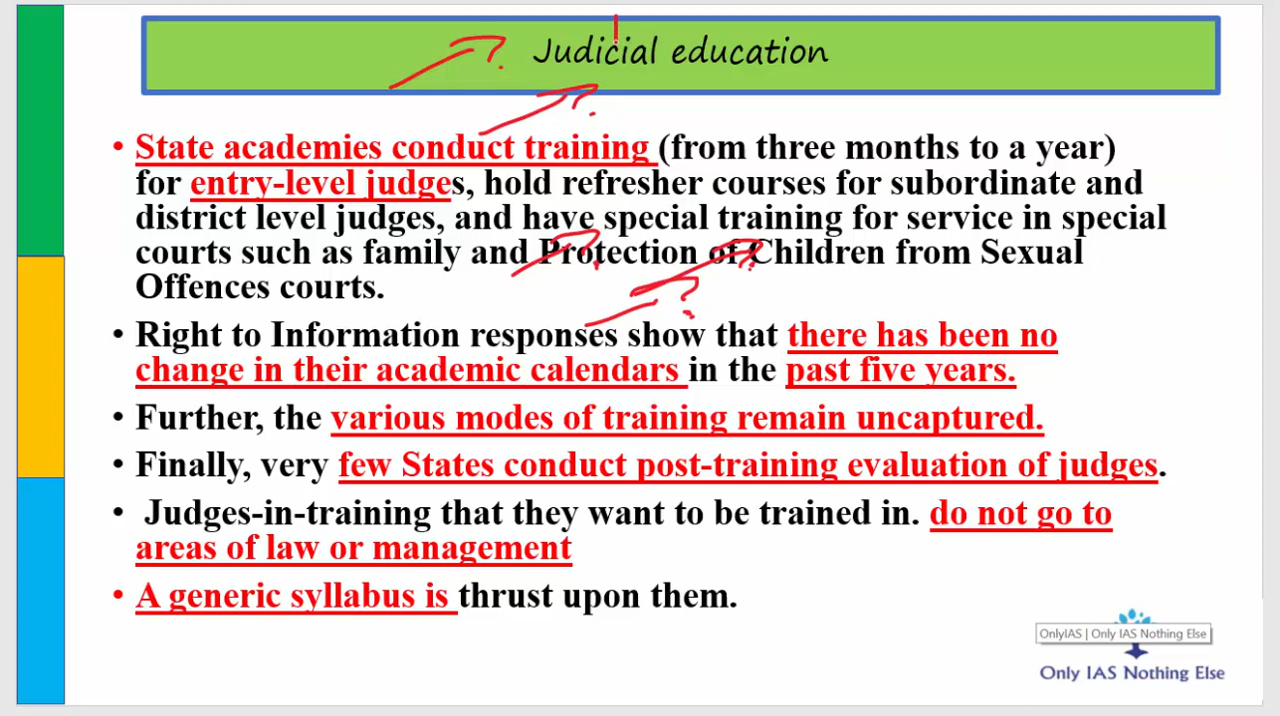 Judicial education
• State academies conduct training (from three months to a year)
for entry-level judges, hold refresher courses for subordinate and
district level judges, and have special training for service in special
courts such as family and Protection of Children from Sexual
Offences courts.
• Right to Information responses show that there has been no
change in their academic calendars in the past five years.
• Further, the various modes of training remain uncaptured.
• Finally, very few States conduct post-training evaluation of judges.
• Judges-in-training that they want to be trained in. do not go to
areas of law or management
• A generic syllabus is thrust upon them.
OnlyIAS | Only IAS Nothing Else
Only IAS Nothing Else